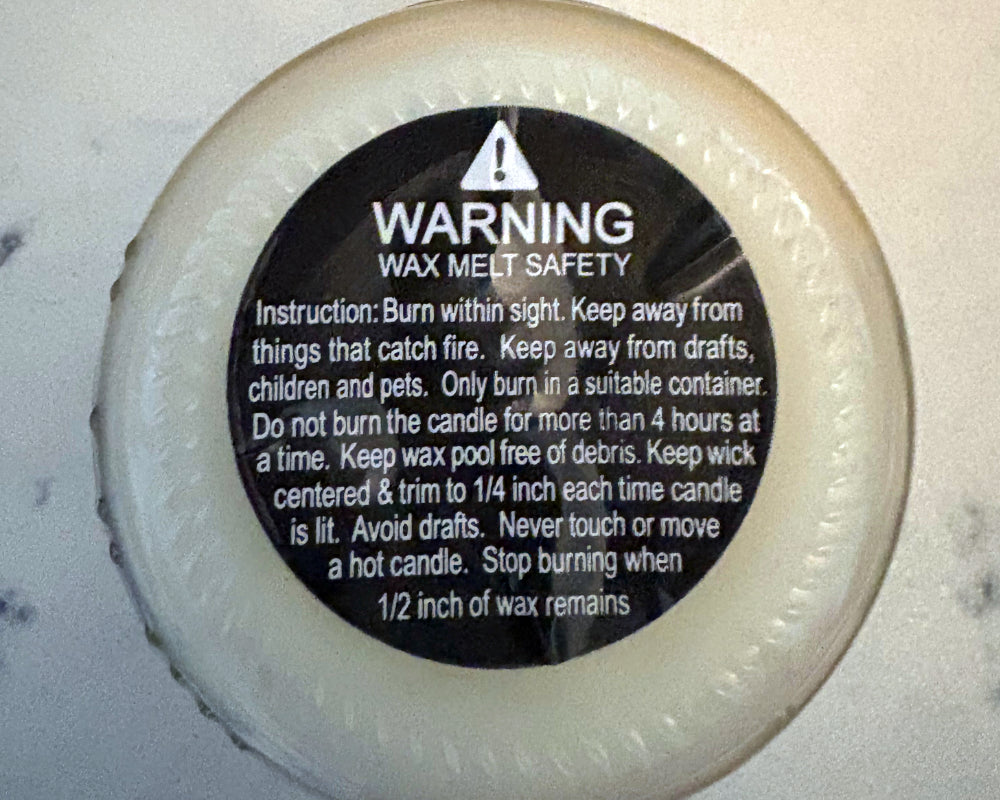 WARNING
WAX MELT SAFETY
Instruction: Burn within sight. Keep away from
things that catch fire. Keep away from drafts,
children and pets. Only burn in a suitable container.
Do not burn the candle for more than 4 hours at
a time. Keep wax pool free of debris. Keep wick
centered & trim to 1/4 inch each time candle
is lit. Avoid drafts. Never touch or move
a hot candle. Stop burning when
1/2 inch of wax remains